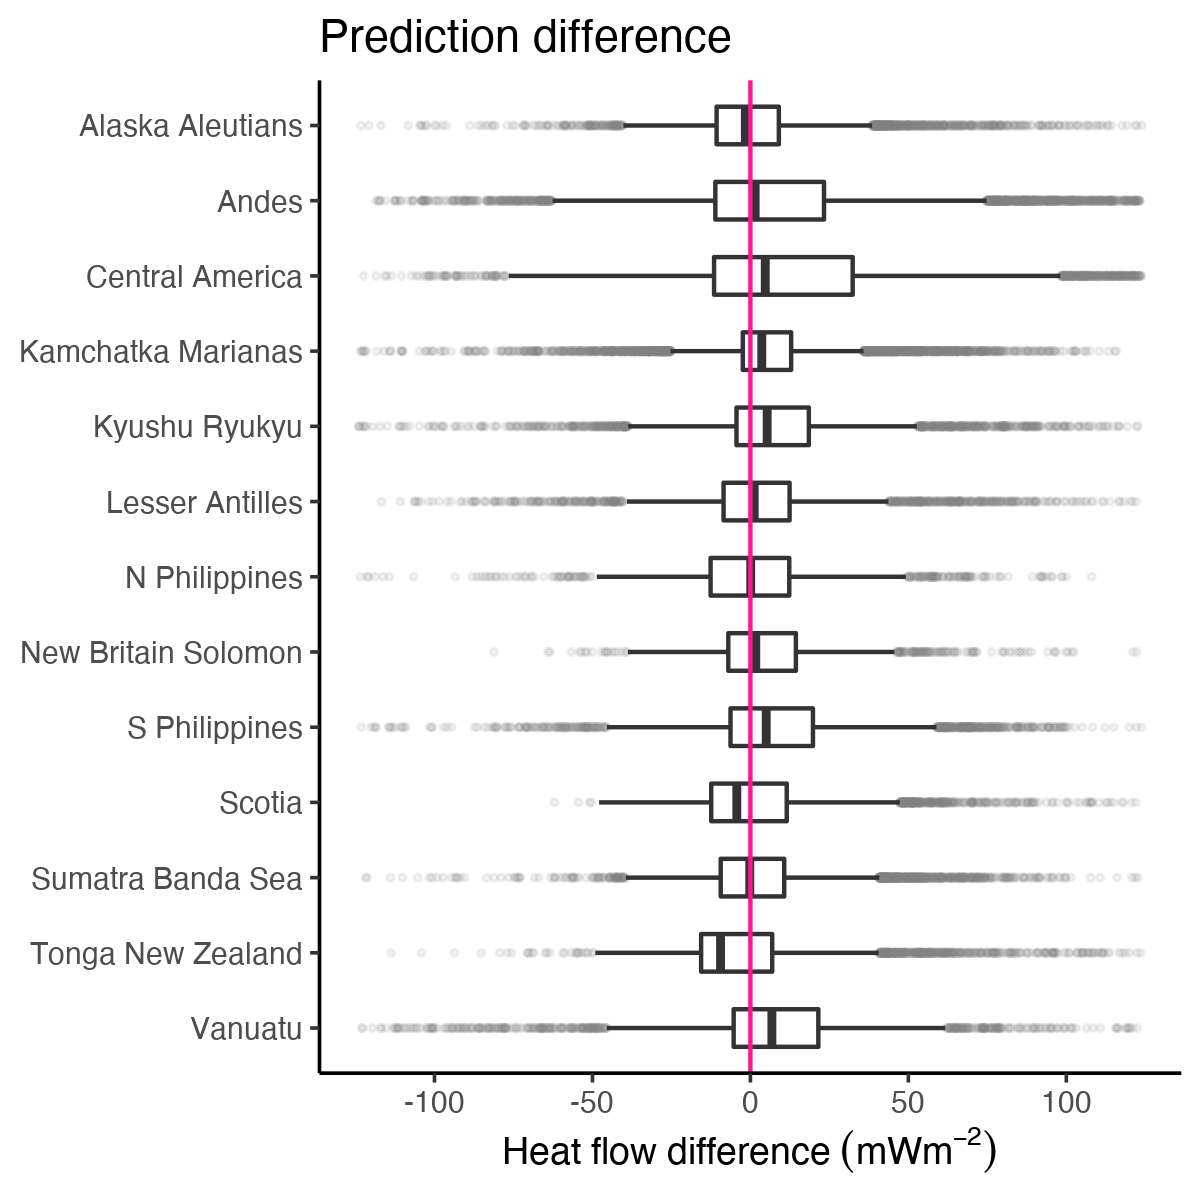 Prediction difference
Alaska Aleutians
Andes
Central America
Kamchatka Marianas
Kyushu Ryukyu
Lesser Antilles
N Philippines
New Britain Solomon
S Philippines
Scotia
Sumatra Banda Sea
Tonga New Zealand
Vanuatu
-100 -50 0 50 100
Heat flow difference (mWm⁻²)